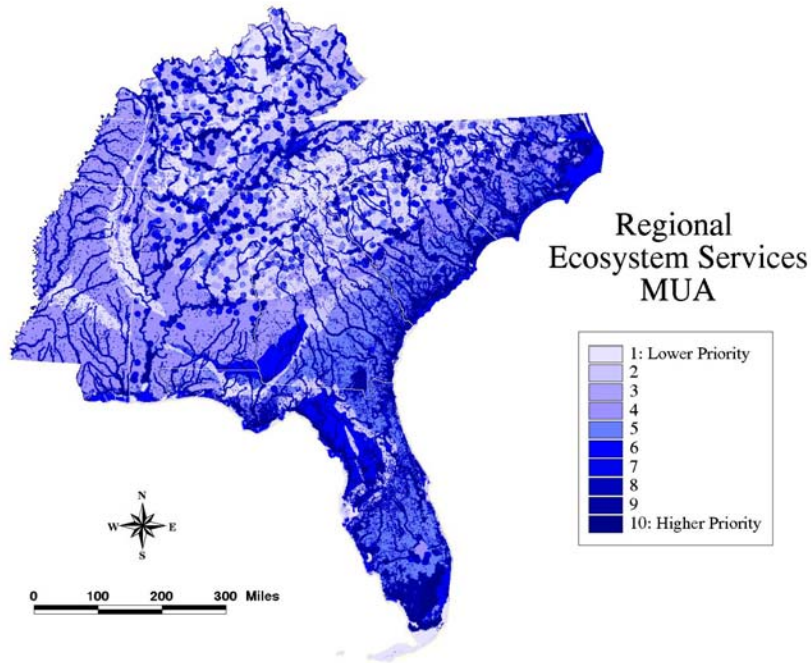 Regional
Ecosystem Services
MUA
1: Lower Priority
2
3
4
5
6
7
8
9
10: Higher Priority
N
W E
S
0 100 200 300 Miles